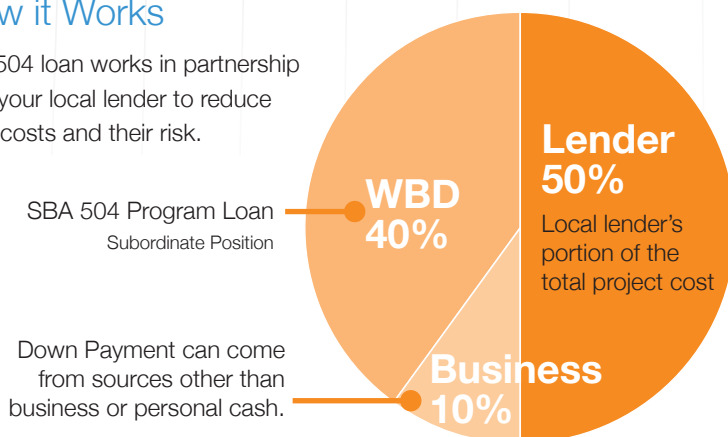 w it Works
504 loan works in partnership
your local lender to reduce
costs and their risk.
SBA 504 Program Loan
Subordinate Position
Down Payment can come
from sources other than
business or personal cash.
WBD
40%
Lender
50%
Local lender's
portion of the
total project cost
Business
10%